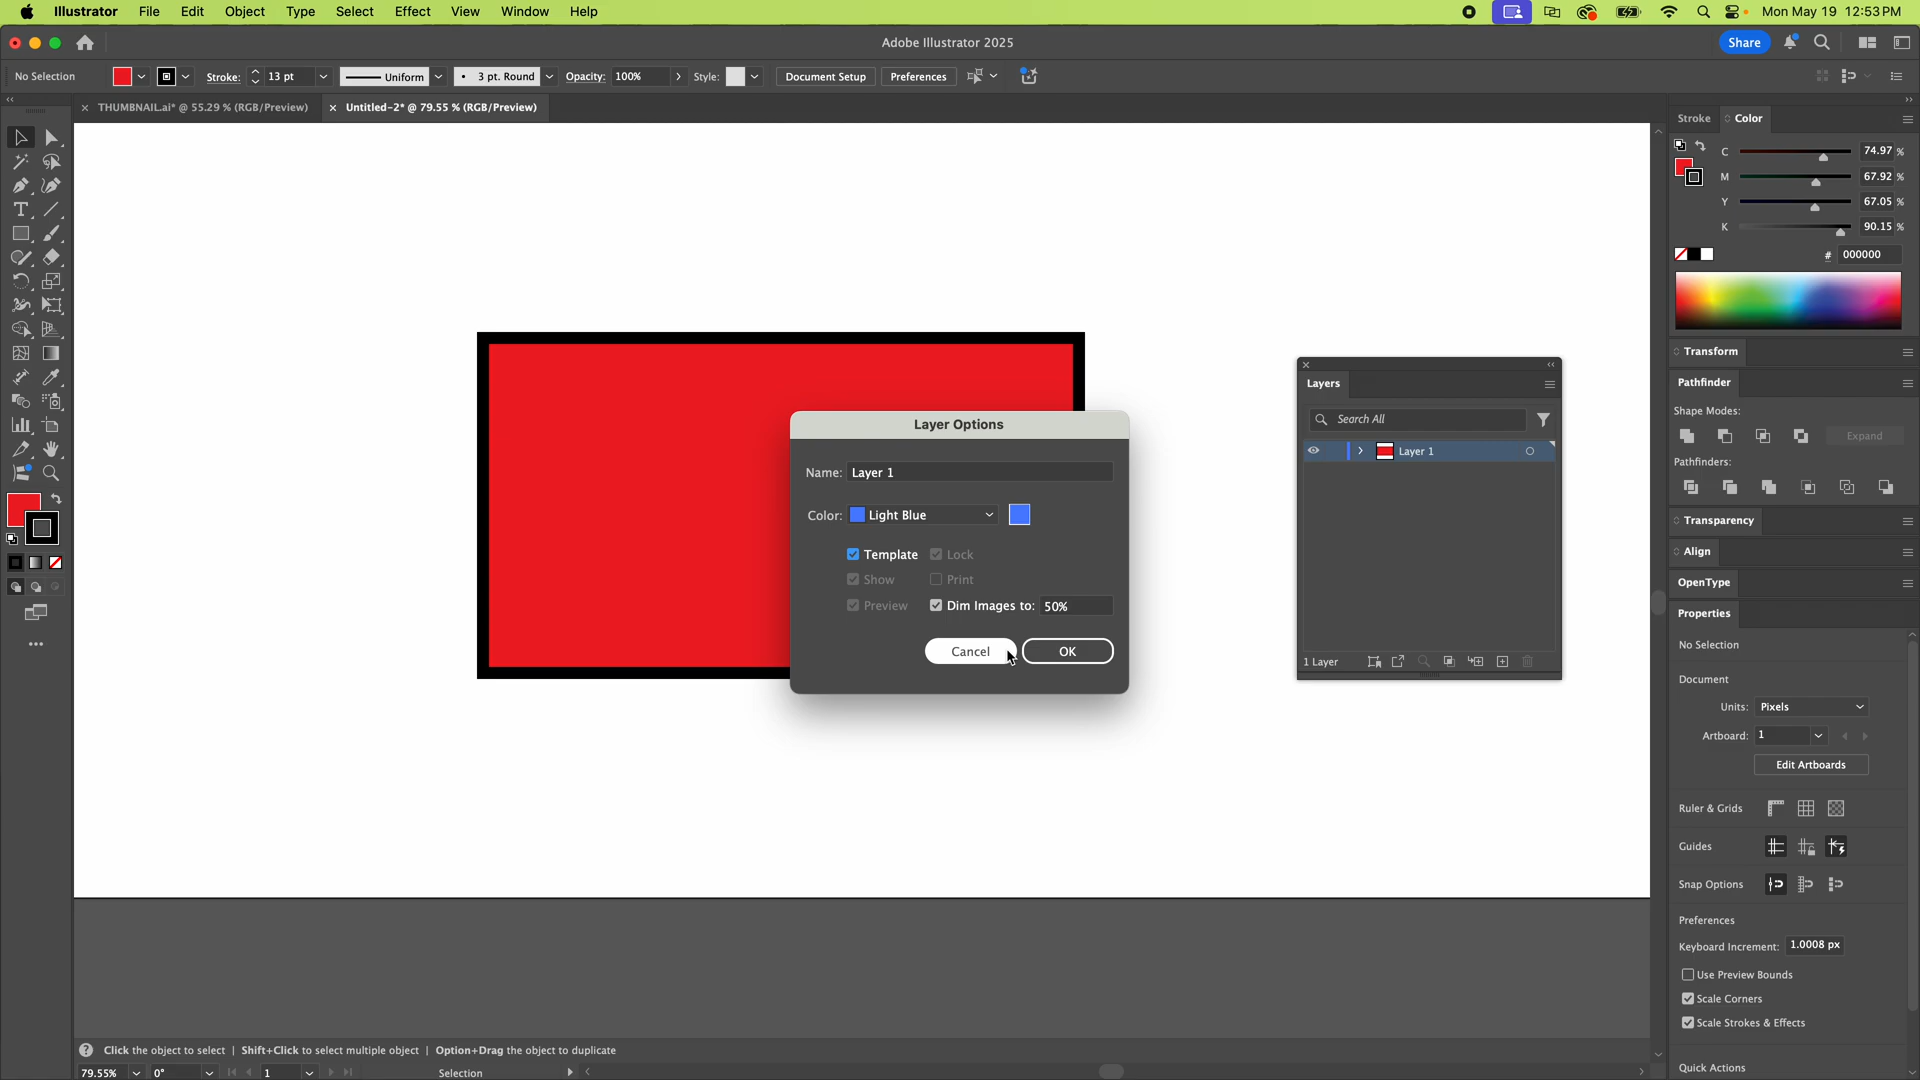 Illustrator File Edit Object Type Select Effect View Window Help Mon May 19 12:53 PM
Adobe Illustrator 2025 Share
No Selection Stroke: 13 pt Uniform 3 pt. Round Opacity: 100% Style: Document Setup Preferences
THUMBNAIL.ai* @ 55.29 % (RGB/Preview) Untitled-2* @ 79.55 % (RGB/Preview)
Stroke Color
C 74.97 %
M 67.92 %
Y 67.05 %
K 90.15 %
# 000000
Transform
Pathfinder
Shape Modes:
Expand
Pathfinders:
Transparency
Align
OpenType
Properties
No Selection
Document
Units: Pixels
Artboard: 1
Edit Artboards
Ruler & Grids
Guides
Snap Options
Preferences
Keyboard Increment: 1.0008 px
Use Preview Bounds
Scale Corners
Scale Strokes & Effects
Quick Actions
Layers
Search All
Layer 1
1 Layer
Layer Options
Name: Layer 1
Color: Light Blue
Template Lock
Show Print
Preview Dim Images to: 50%
Cancel OK
Click the object to select | Shift+Click to select multiple object | Option+Drag the object to duplicate
79.55% 0° 1 Selection